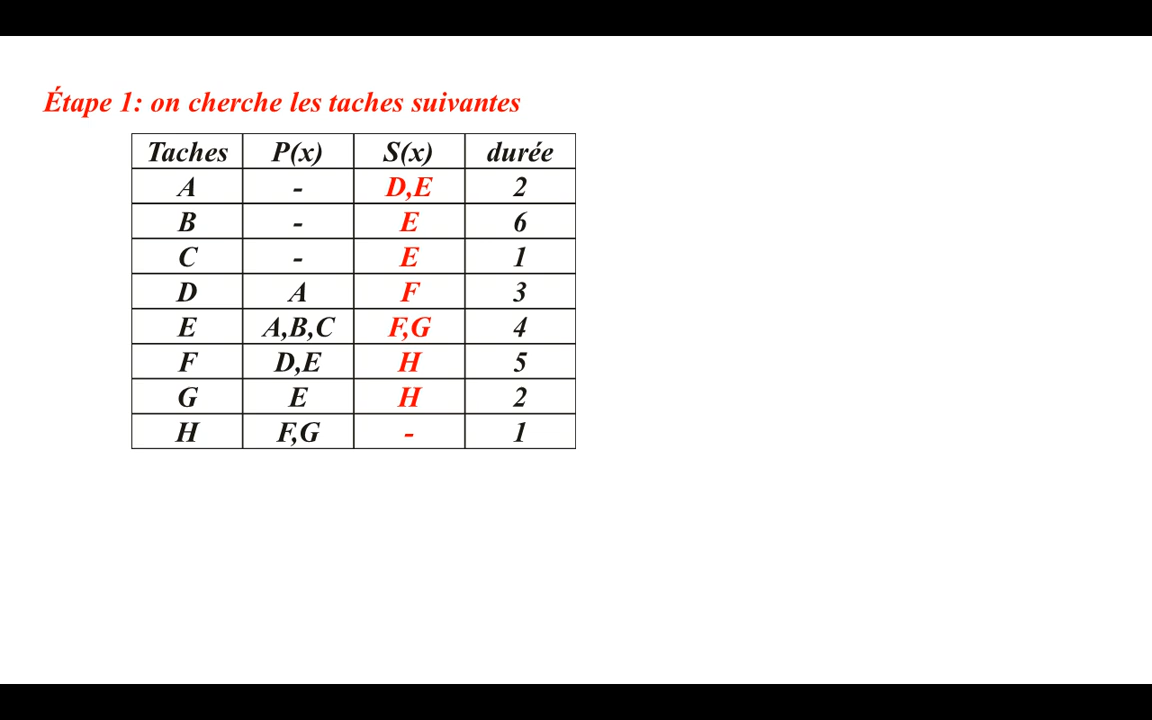 Étape 1: on cherche les taches suivantes
Taches P(x) S(x) durée
A - D,E 2
B - E 6
C - E 1
D A F 3
E A,B,C F,G 4
F D,E H 5
G E H 2
H F,G - 1